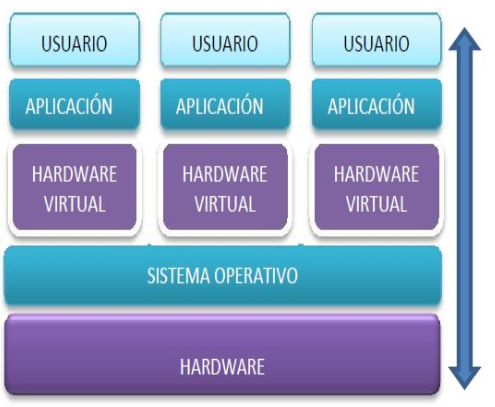 USUARIO USUARIO USUARIO
APLICACIÓN APLICACIÓN APLICACIÓN
HARDWARE HARDWARE HARDWARE
VIRTUAL VIRTUAL VIRTUAL
SISTEMA OPERATIVO
HARDWARE